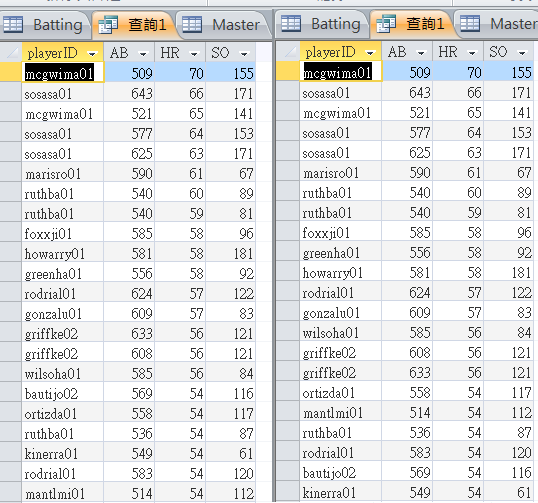 Batting 查詢1 Master
playerID AB HR SO
mcgwima01 509 70 155
sosasa01 643 66 171
mcgwima01 521 65 141
sosasa01 577 64 153
sosasa01 625 63 171
marisro01 590 61 67
ruthba01 540 60 89
ruthba01 540 59 81
foxxji01 585 58 96
howarry01 581 58 181
greenha01 556 58 92
rodrial01 624 57 122
gonzalu01 609 57 83
griffke02 633 56 121
griffke02 608 56 121
wilsoha01 585 56 84
bautijo02 569 54 116
ortizda01 558 54 117
ruthba01 536 54 87
kinerra01 549 54 61
rodrial01 583 54 120
mantlmi01 514 54 112
Batting 查詢1 Master
playerID AB HR SO
mcgwima01 509 70 155
sosasa01 643 66 171
mcgwima01 521 65 141
sosasa01 577 64 153
sosasa01 625 63 171
marisro01 590 61 67
ruthba01 540 60 89
ruthba01 540 59 81
foxxji01 585 58 96
greenha01 556 58 92
howarry01 581 58 181
rodrial01 624 57 122
gonzalu01 609 57 83
wilsoha01 585 56 84
griffke02 608 56 121
griffke02 633 56 121
ortizda01 558 54 117
mantlmi01 514 54 112
ruthba01 536 54 87
rodrial01 583 54 120
bautijo02 569 54 116
kinerra01 549 54 61